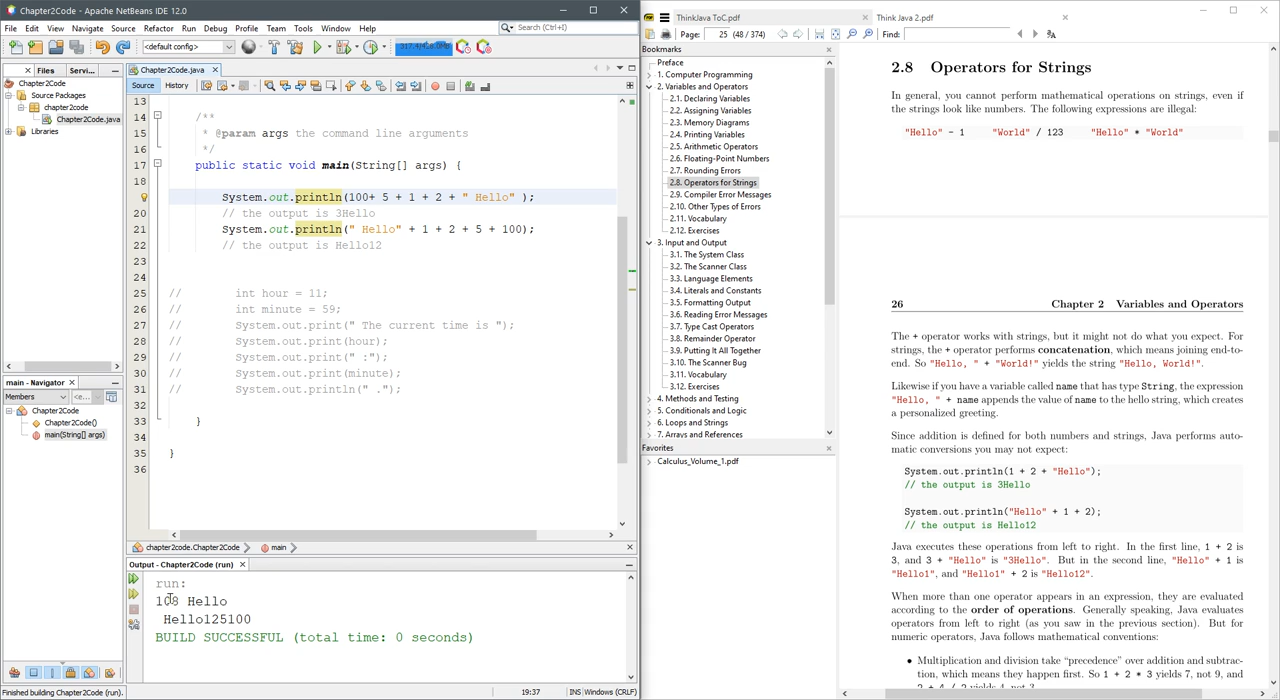 Chapter2Code - Apache NetBeans IDE 12.0
File Edit View Navigate Source Refactor Run Debug Profile Team Tools Window Help
Search (Ctrl+I)
<default config>
Files Servi...
Chapter2Code
Source Packages
chapter2code
Chapter2Code.java
Libraries
main - Navigator
Members
<e...
Chapter2Code
Chapter2Code()
main(String[] args)
Finished building Chapter2Code (run).
Chapter2Code.java
Source History
13
14 /**
15 * @param args the command line arguments
16 */
17 public static void main(String[] args) {
18
System.out.println(100+ 5 + 1 + 2 + " Hello" );
20 // the output is 3Hello
21 System.out.println(" Hello" + 1 + 2 + 5 + 100);
22 // the output is Hello12
23
24
25 // int hour = 11;
26 // int minute = 59;
27 // System.out.print(" The current time is ");
28 // System.out.print(hour);
29 // System.out.print(" :");
30 // System.out.print(minute);
31 // System.out.println(" .");
32
33 }
34
35 }
36
chapter2code.Chapter2Code main
Output - Chapter2Code (run)
run:
108 Hello
Hello125100
BUILD SUCCESSFUL (total time: 0 seconds)
19:37 INS Windows (CRLF)
ThinkJava ToC.pdf Think Java 2.pdf
Page: 25 (48 / 374) Find:
Bookmarks
Preface
1. Computer Programming
2. Variables and Operators
2.1. Declaring Variables
2.2. Assigning Variables
2.3. Memory Diagrams
2.4. Printing Variables
2.5. Arithmetic Operators
2.6. Floating-Point Numbers
2.7. Rounding Errors
2.8. Operators for Strings
2.9. Compiler Error Messages
2.10. Other Types of Errors
2.11. Vocabulary
2.12. Exercises
3. Input and Output
3.1. The System Class
3.2. The Scanner Class
3.3. Language Elements
3.4. Literals and Constants
3.5. Formatting Output
3.6. Reading Error Messages
3.7. Type Cast Operators
3.8. Remainder Operator
3.9. Putting It All Together
3.10. The Scanner Bug
3.11. Vocabulary
3.12. Exercises
4. Methods and Testing
5. Conditionals and Logic
6. Loops and Strings
7. Arrays and References
Favorites
Calculus_Volume_1.pdf
2.8 Operators for Strings
In general, you cannot perform mathematical operations on strings, even if
the strings look like numbers. The following expressions are illegal:
"Hello" - 1 "World" / 123 "Hello" * "World"
26 Chapter 2 Variables and Operators
The + operator works with strings, but it might not do what you expect. For
strings, the + operator performs concatenation, which means joining end-to-
end. So "Hello, " + "World!" yields the string "Hello, World!".
Likewise if you have a variable called name that has type String, the expression
"Hello, " + name appends the value of name to the hello string, which creates
a personalized greeting.
Since addition is defined for both numbers and strings, Java performs auto-
matic conversions you may not expect:
System.out.println(1 + 2 + "Hello");
// the output is 3Hello
System.out.println("Hello" + 1 + 2);
// the output is Hello12
Java executes these operations from left to right. In the first line, 1 + 2 is
3, and 3 + "Hello" is "3Hello". But in the second line, "Hello" + 1 is
"Hello1", and "Hello1" + 2 is "Hello12".
When more than one operator appears in an expression, they are evaluated
according to the order of operations. Generally speaking, Java evaluates
operators from left to right (as you saw in the previous section). But for
numeric operators, Java follows mathematical conventions:
• Multiplication and division take “precedence” over addition and subtrac-
tion, which means they happen first. So 1 + 2 * 3 yields 7, not 9, and
2 + 4 / 2 yields 4, not 3.